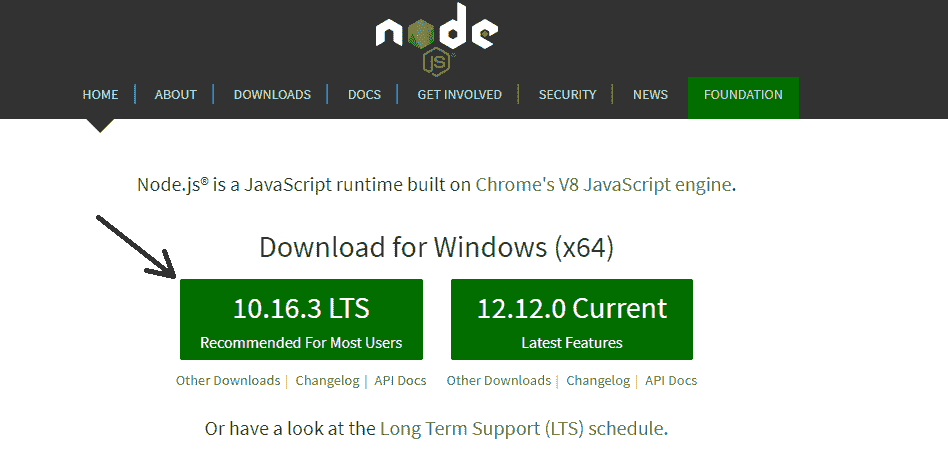 node
JS®
HOME | ABOUT | DOWNLOADS | DOCS | GET INVOLVED | SECURITY | NEWS FOUNDATION
Node.js® is a JavaScript runtime built on Chrome's V8 JavaScript engine.
Download for Windows (x64)
10.16.3 LTS 12.12.0 Current
Recommended For Most Users Latest Features
Other Downloads | Changelog | API Docs Other Downloads | Changelog | API Docs
Or have a look at the Long Term Support (LTS) schedule.